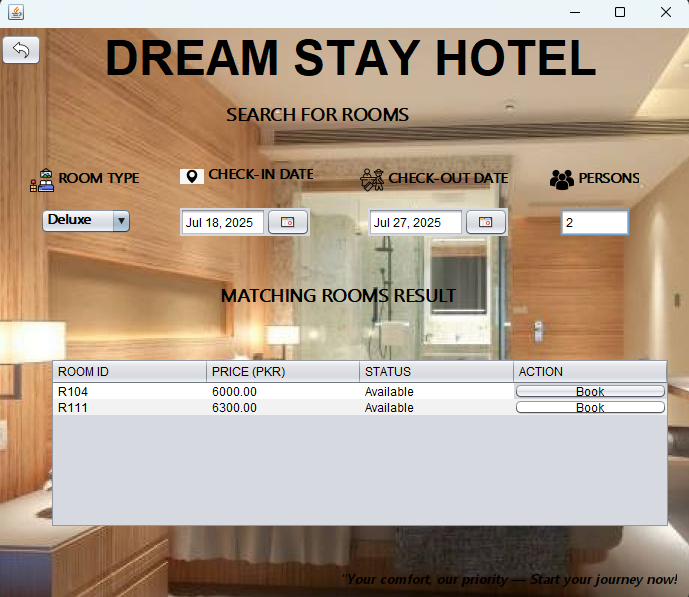 DREAM STAY HOTEL
SEARCH FOR ROOMS
ROOM TYPE CHECK-IN DATE CHECK-OUT DATE PERSONS
Deluxe Jul 18, 2025 Jul 27, 2025 2
MATCHING ROOMS RESULT
ROOM ID PRICE (PKR) STATUS ACTION
R104 6000.00 Available Book
R111 6300.00 Available Book
"Your comfort, our priority — Start your journey now!